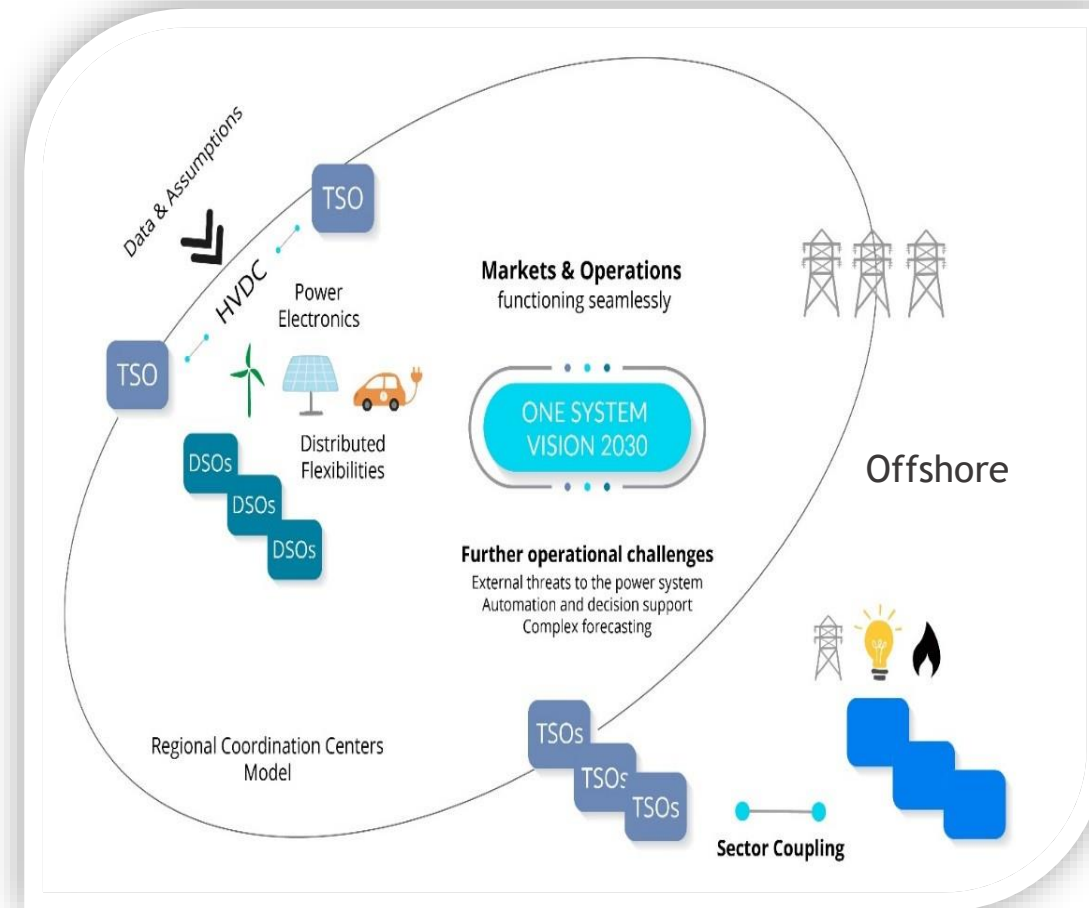 Data & Assumptions
TSO
HVDC
TSO
Power
Electronics
Distributed
Flexibilities
DSOs
DSOs
DSOs
Markets & Operations
functioning seamlessly
ONE SYSTEM
VISION 2030
Offshore
Further operational challenges
External threats to the power system
Automation and decision support
Complex forecasting
Regional Coordination Centers
Model
TSOs
TSOs
TSOs
Sector Coupling